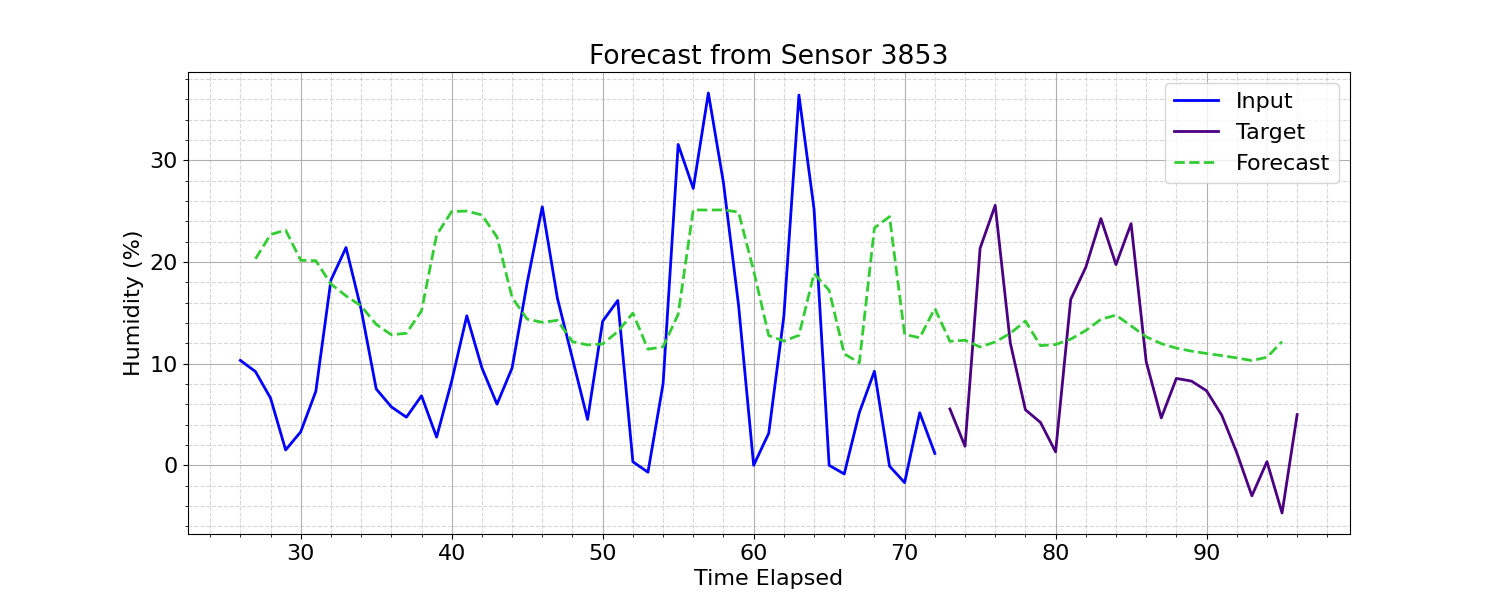 Forecast from Sensor 3853
Input
Target
Forecast
Humidity (%)
30
20
10
0
30 40 50 60 70 80 90
Time Elapsed